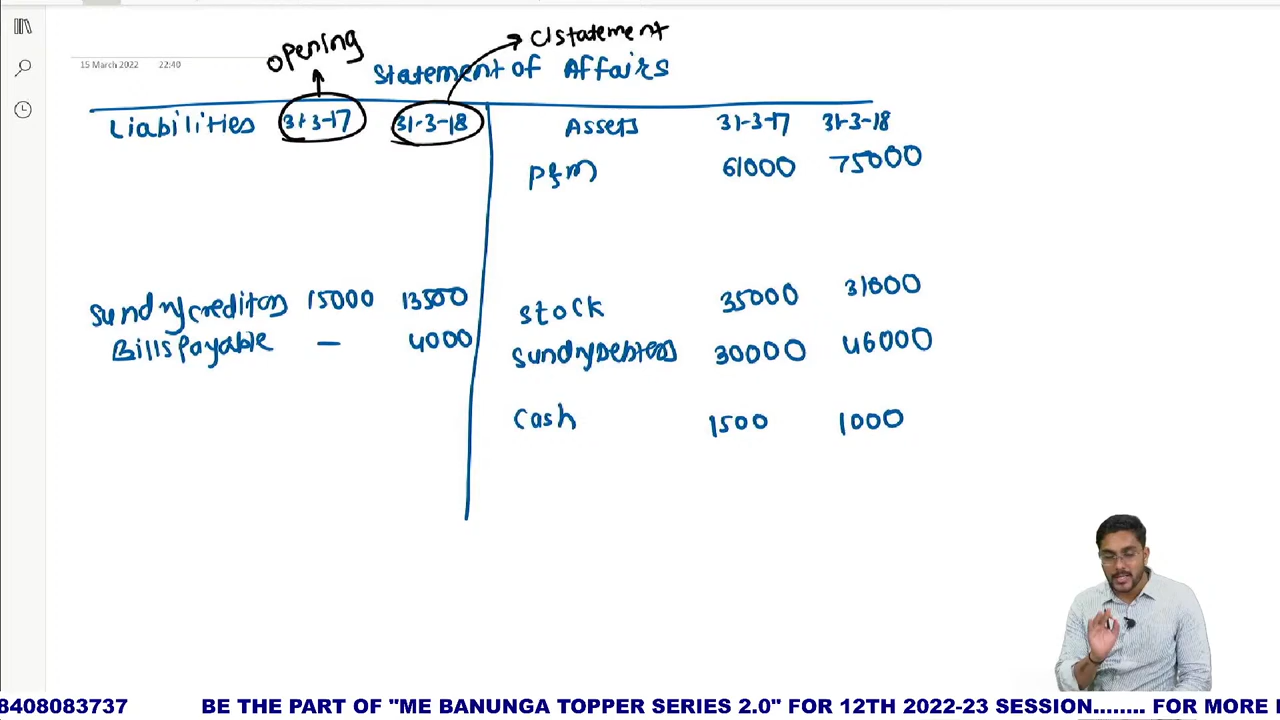 opening
c/statement
15 March 2022 22:40
Statement of Affairs
Liabilities 31-3-17 31-3-18 Assets 31-3-17 31-3-18
P&M 61000 75000
Sundry creditors 15000 13500 Stock 35000 31000
Bills Payable — 4000 Sundry Debtors 30000 46000
Cash 1500 1000
8408083737 BE THE PART OF "ME BANUNGA TOPPER SERIES 2.0" FOR 12TH 2022-23 SESSION........ FOR MORE